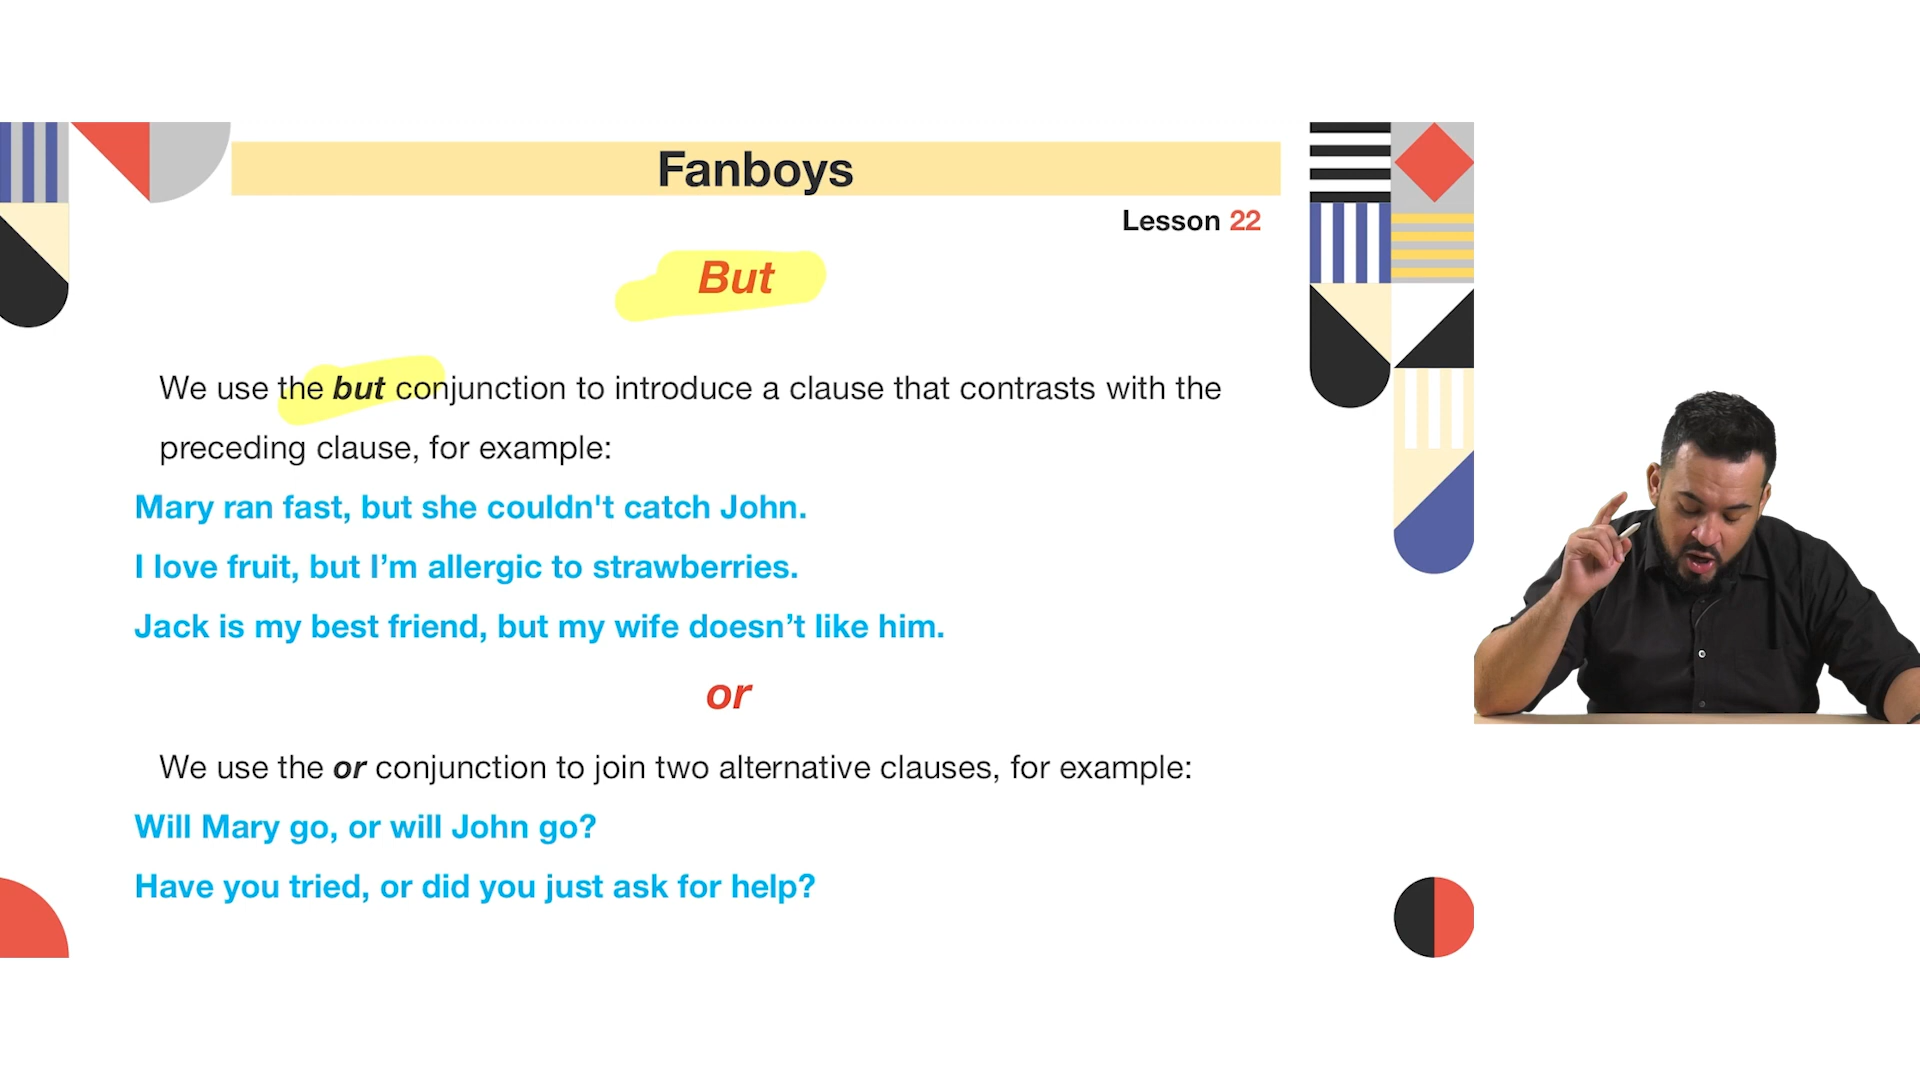 Fanboys
Lesson 22
But
We use the but conjunction to introduce a clause that contrasts with the
preceding clause, for example:
Mary ran fast, but she couldn't catch John.
I love fruit, but I’m allergic to strawberries.
Jack is my best friend, but my wife doesn’t like him.
or
We use the or conjunction to join two alternative clauses, for example:
Will Mary go, or will John go?
Have you tried, or did you just ask for help?